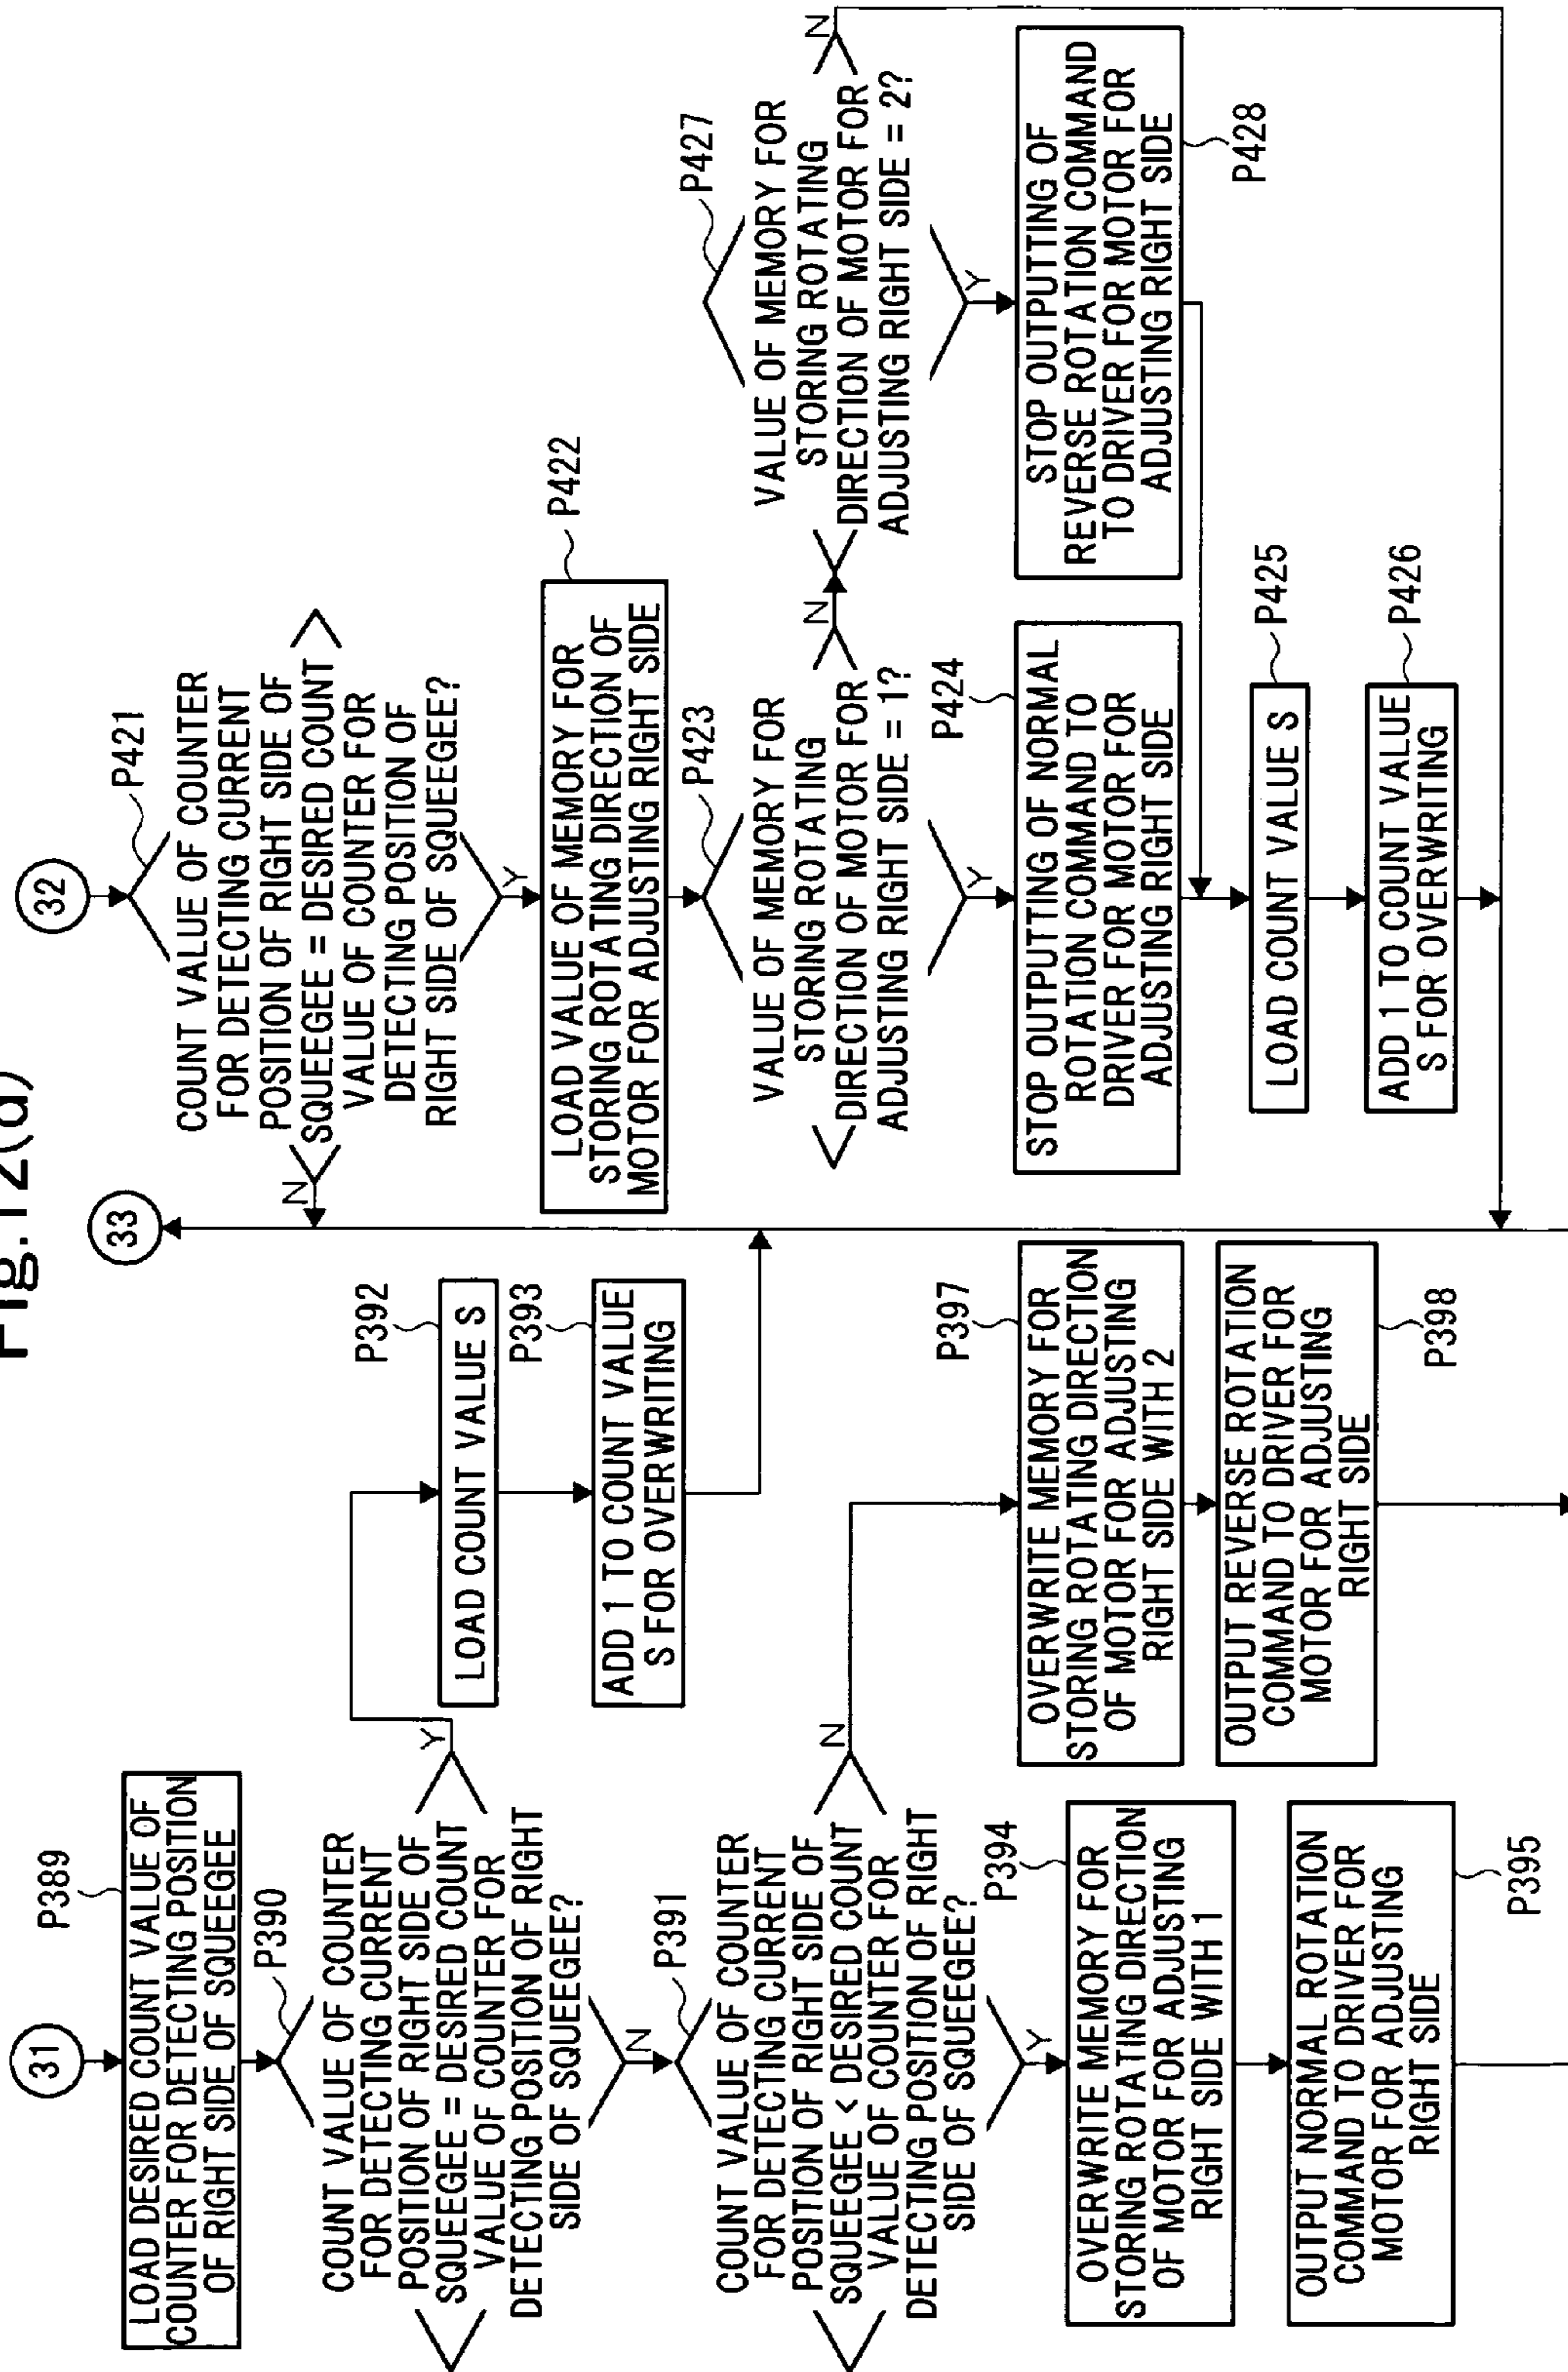 Fig.12(d)
31
P389
LOAD DESIRED COUNT VALUE OF
COUNTER FOR DETECTING POSITION
OF RIGHT SIDE OF SQUEEGEE
P390
COUNT VALUE OF COUNTER
FOR DETECTING CURRENT
POSITION OF RIGHT SIDE OF
SQUEEGEE = DESIRED COUNT
VALUE OF COUNTER FOR
DETECTING POSITION OF RIGHT
SIDE OF SQUEEGEE?
Y
N
P391
COUNT VALUE OF COUNTER
FOR DETECTING CURRENT
POSITION OF RIGHT SIDE OF
SQUEEGEE < DESIRED COUNT
VALUE OF COUNTER FOR
DETECTING POSITION OF RIGHT
SIDE OF SQUEEGEE?
N
Y
P394
OVERWRITE MEMORY FOR
STORING ROTATING DIRECTION
OF MOTOR FOR ADJUSTING
RIGHT SIDE WITH 1
OUTPUT NORMAL ROTATION
COMMAND TO DRIVER FOR
MOTOR FOR ADJUSTING
RIGHT SIDE
P395
33
P392
LOAD COUNT VALUE S
P393
ADD 1 TO COUNT VALUE
S FOR OVERWRITING
P397
OVERWRITE MEMORY FOR
STORING ROTATING DIRECTION
OF MOTOR FOR ADJUSTING
RIGHT SIDE WITH 2
OUTPUT REVERSE ROTATION
COMMAND TO DRIVER FOR
MOTOR FOR ADJUSTING
RIGHT SIDE
P398
32
P421
COUNT VALUE OF COUNTER
FOR DETECTING CURRENT
POSITION OF RIGHT SIDE OF
SQUEEGEE = DESIRED COUNT
VALUE OF COUNTER FOR
DETECTING POSITION OF
RIGHT SIDE OF SQUEEGEE?
N
Y
P422
LOAD VALUE OF MEMORY FOR
STORING ROTATING DIRECTION OF
MOTOR FOR ADJUSTING RIGHT SIDE
P423
VALUE OF MEMORY FOR
STORING ROTATING
DIRECTION OF MOTOR FOR
ADJUSTING RIGHT SIDE = 1?
N
Y
P424
STOP OUTPUTTING OF NORMAL
ROTATION COMMAND TO
DRIVER FOR MOTOR FOR
ADJUSTING RIGHT SIDE
P425
LOAD COUNT VALUE S
P426
ADD 1 TO COUNT VALUE
S FOR OVERWRITING
P427
VALUE OF MEMORY FOR
STORING ROTATING
DIRECTION OF MOTOR FOR
ADJUSTING RIGHT SIDE = 2?
N
Y
STOP OUTPUTTING OF
REVERSE ROTATION COMMAND
TO DRIVER FOR MOTOR FOR
ADJUSTING RIGHT SIDE
P428